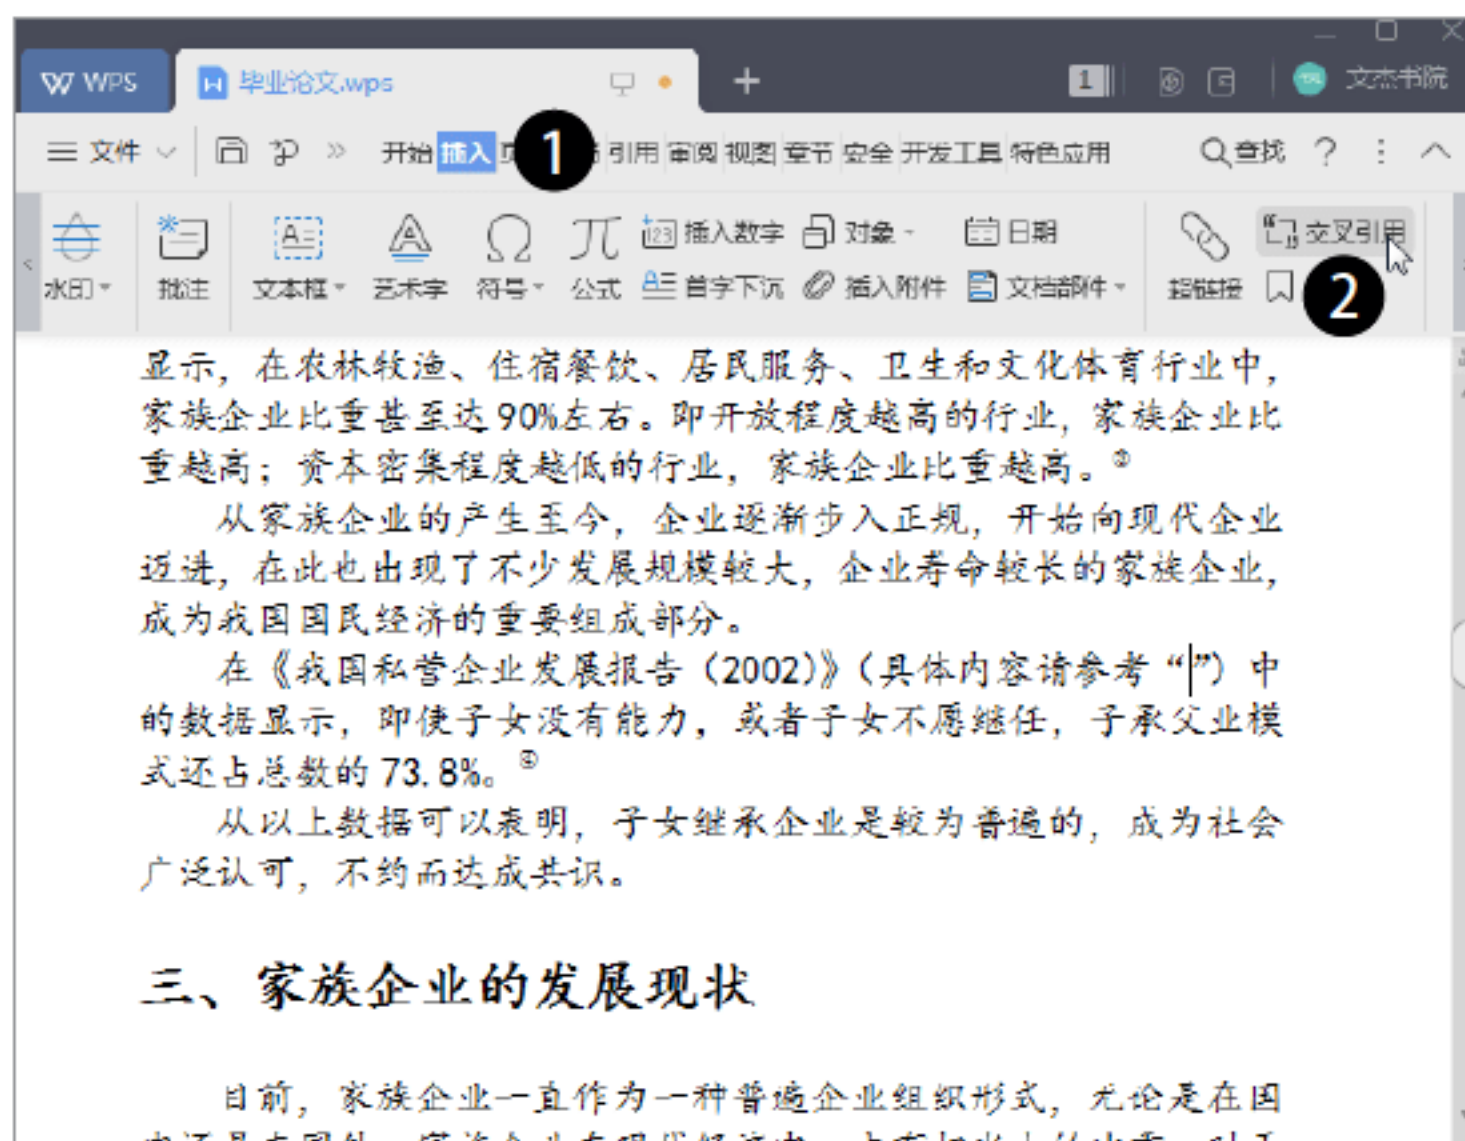 WPS 毕业论文.wps 1 文杰书院
文件 开始 插入 1 引用 审阅 视图 章节 安全 开发工具 特色应用 查找 ?
插入数字 对象 日期 交叉引用
水印 批注 文本框 艺术字 符号 公式 首字下沉 插入附件 文档部件 超链接 2
显示，在农林牧渔、住宿餐饮、居民服务、卫生和文化体育行业中，
家族企业比重甚至达 90%左右。即开放程度越高的行业，家族企业比
重越高；资本密集程度越低的行业，家族企业比重越高。③
从家族企业的产生至今，企业逐渐步入正规，开始向现代企业
迈进，在此也出现了不少发展规模较大，企业寿命较长的家族企业，
成为我国国民经济的重要组成部分。
在《我国私营企业发展报告（2002)》（具体内容请参考“”）中
的数据显示，即使子女没有能力，或者子女不愿继任，子承父业模
式还占总数的 73.8%。④
从以上数据可以表明，子女继承企业是较为普遍的，成为社会
广泛认可，不约而达成共识。
三、家族企业的发展现状
目前，家族企业一直作为一种普遍企业组织形式，无论是在国